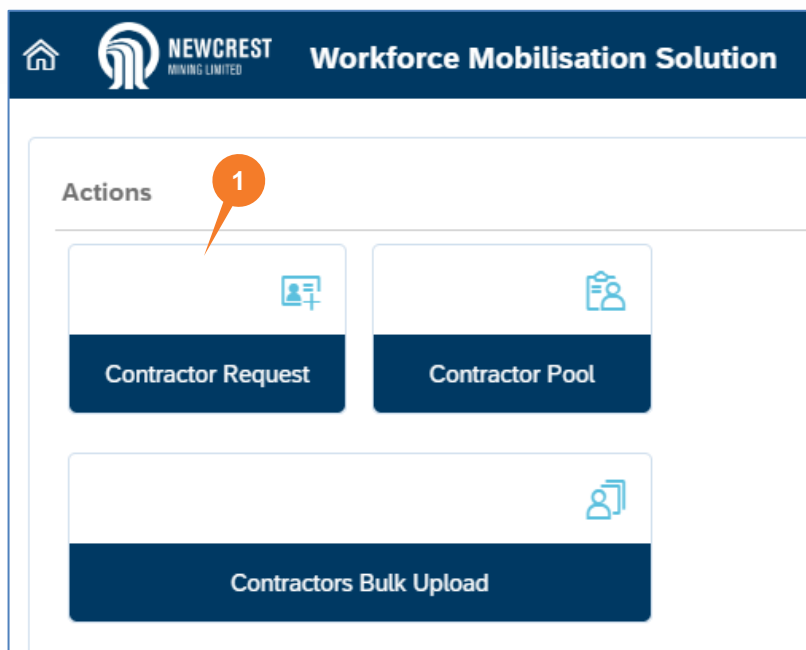 NEWCREST
MINING LIMITED
Workforce Mobilisation Solution
Actions
1
Contractor Request
Contractor Pool
Contractors Bulk Upload